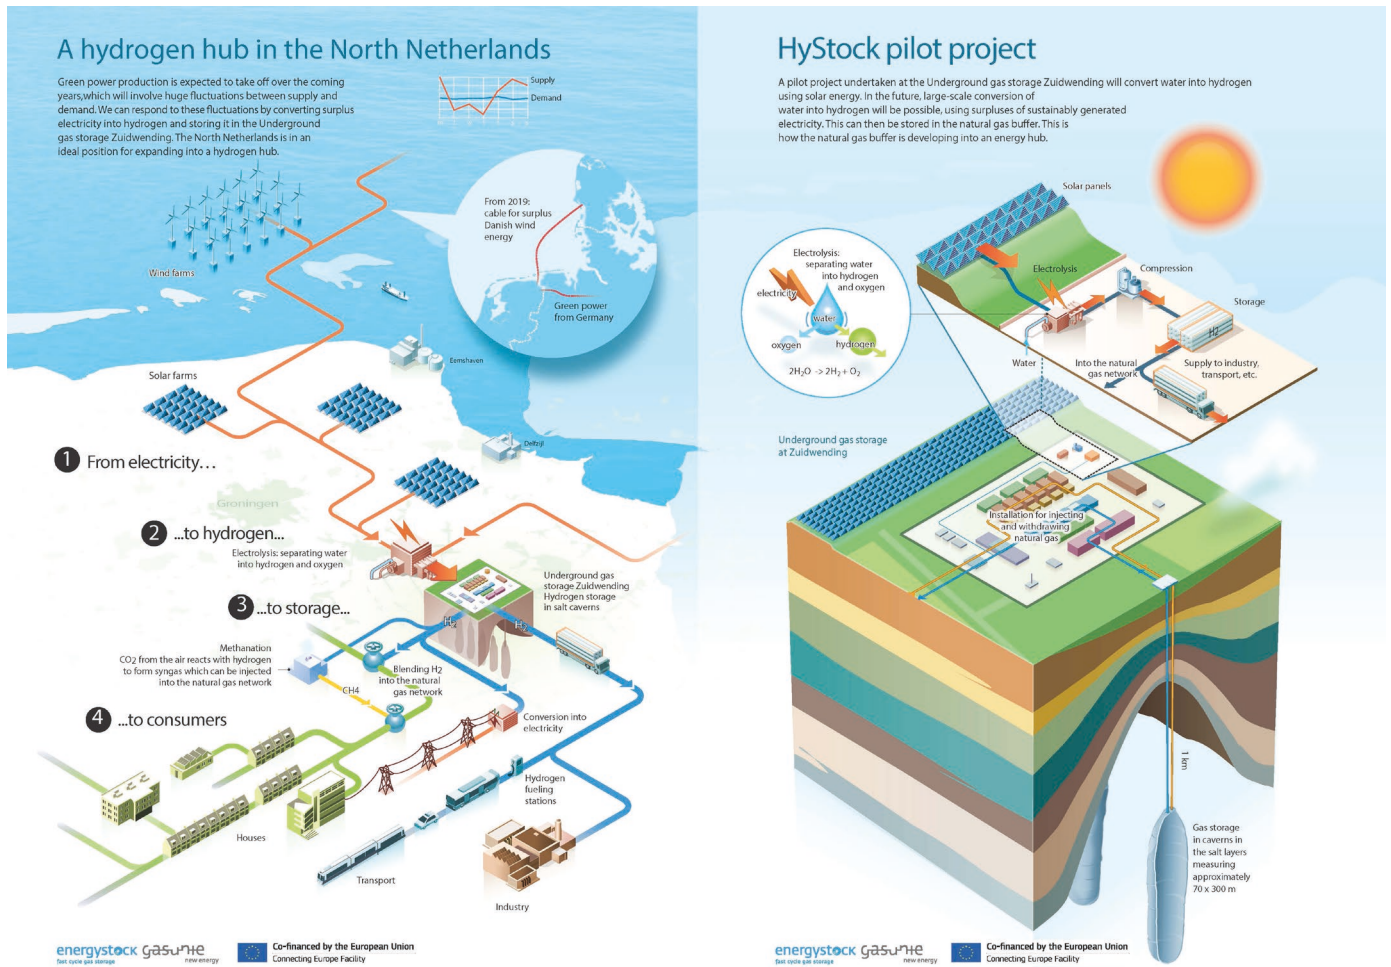 A hydrogen hub in the North Netherlands
Green power production is expected to take off over the coming
years,which will involve huge fluctuations between supply and
demand. We can respond to these fluctuations by converting surplus
electricity into hydrogen and storing it in the Underground
gas storage Zuidwending. The North Netherlands is in an
ideal position for expanding into a hydrogen hub.
Supply
Demand
From 2019:
cable for surplus
Danish wind
energy
Green power
from Germany
Wind farms
Eemshaven
Solar farms
Delfzijl
1 From electricity...
Groningen
2 ...to hydrogen...
Electrolysis: separating water
into hydrogen and oxygen
Underground gas
storage Zuidwending
Hydrogen storage
in salt caverns
3 ...to storage...
H2
H2
Methanation
CO2 from the air reacts with hydrogen
to form syngas which can be injected
into the natural gas network
Blending H2
into the natural
gas network
CH4
4 ...to consumers
Conversion into
electricity
Hydrogen
fueling
stations
Houses
Transport
Industry
energystock
fast cycle gas storage
gasunie
new energy
Co-financed by the European Union
Connecting Europe Facility
HyStock pilot project
A pilot project undertaken at the Underground gas storage Zuidwending will convert water into hydrogen
using solar energy. In the future, large-scale conversion of
water into hydrogen will be possible, using surpluses of sustainably generated
electricity. This can then be stored in the natural gas buffer. This is
how the natural gas buffer is developing into an energy hub.
Solar panels
Electrolysis:
separating water
into hydrogen
and oxygen
electricity
water
oxygen
hydrogen
2H2O -> 2H2 + O2
Electrolysis
Compression
Storage
H2
Water
Into the natural
gas network
Supply to industry,
transport, etc.
Underground gas storage
at Zuidwending
Installation for injecting
and withdrawing
natural gas
1 km
Gas storage
in caverns in
the salt layers
measuring
approximately
70 x 300 m
energystock
fast cycle gas storage
gasunie
new energy
Co-financed by the European Union
Connecting Europe Facility